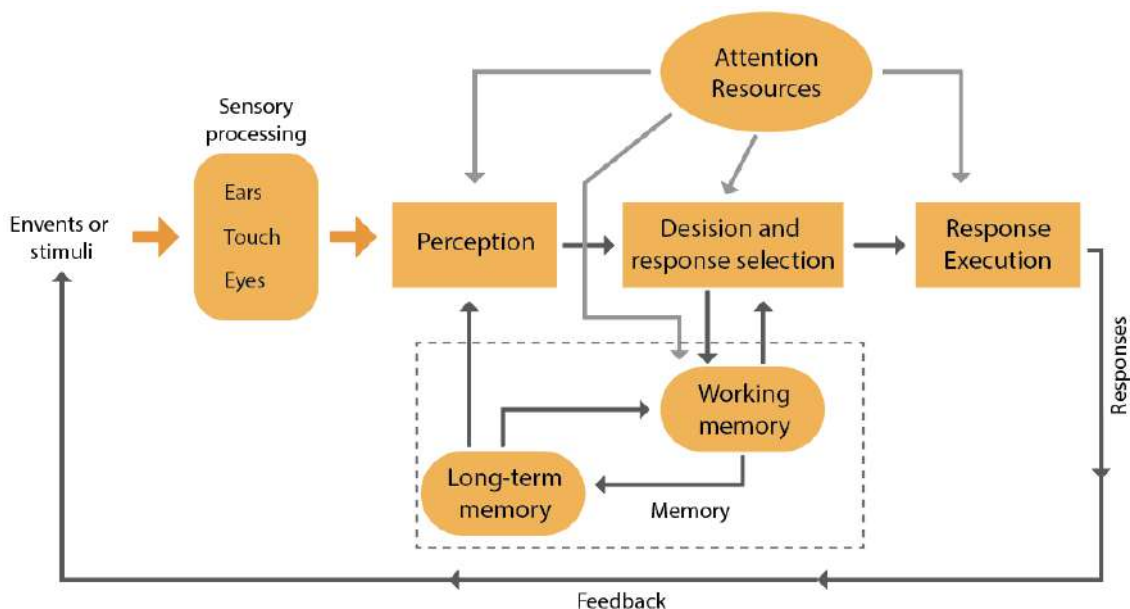 Attention
Resources
Sensory
processing
Ears
Touch
Eyes
Envents or
stimuli
Perception
Desision and
response selection
Response
Execution
Responses
Working
memory
Long-term
memory
Memory
Feedback